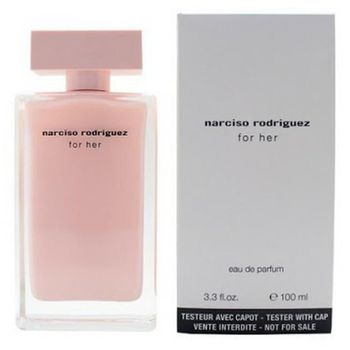 narciso rodriguez
for her
narciso rodriguez
for her
eau de parfum
3.3 fl.oz. ℮ 100 ml
TESTEUR AVEC CAPOT - TESTER WITH CAP
VENTE INTERDITE - NOT FOR SALE